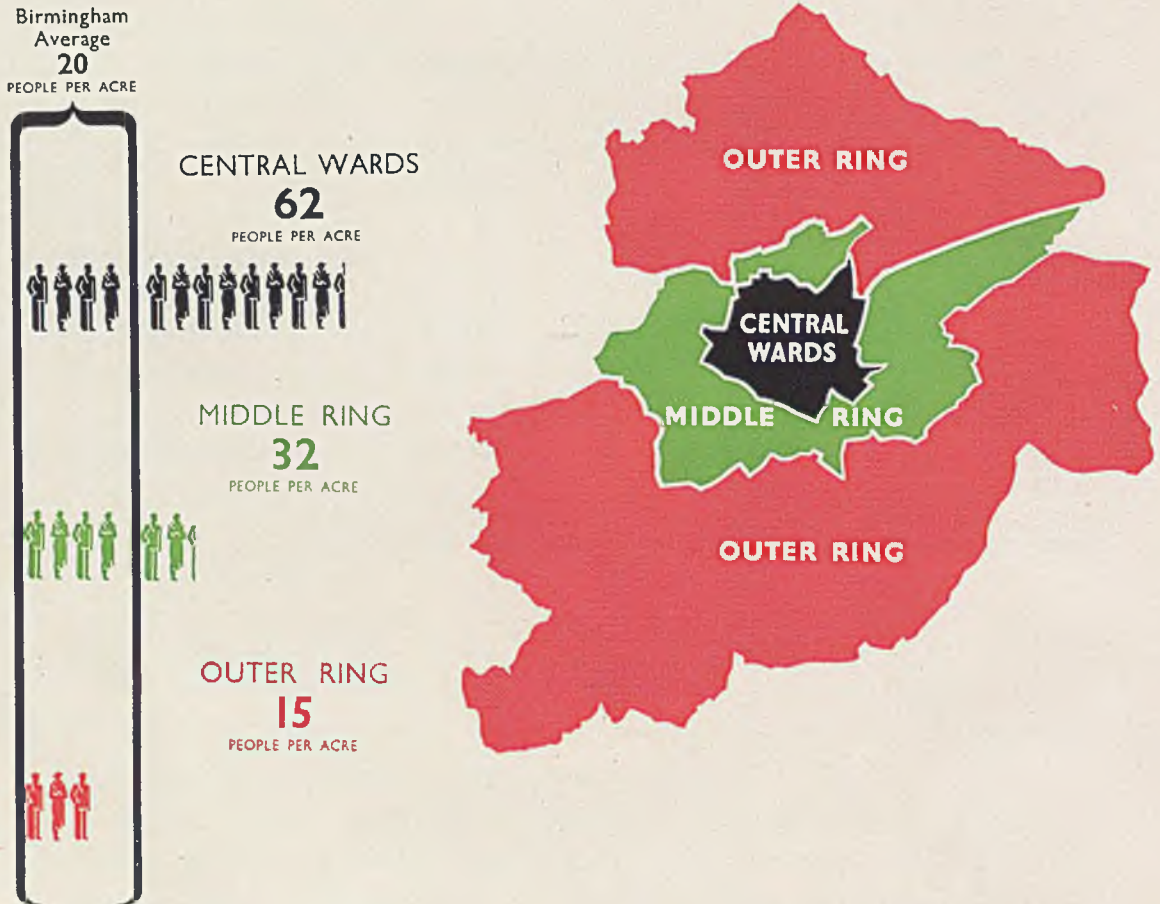 Birmingham
Average
20
PEOPLE PER ACRE
CENTRAL WARDS
62
PEOPLE PER ACRE
MIDDLE RING
32
PEOPLE PER ACRE
OUTER RING
15
PEOPLE PER ACRE
OUTER RING
CENTRAL
WARDS
MIDDLE RING
OUTER RING